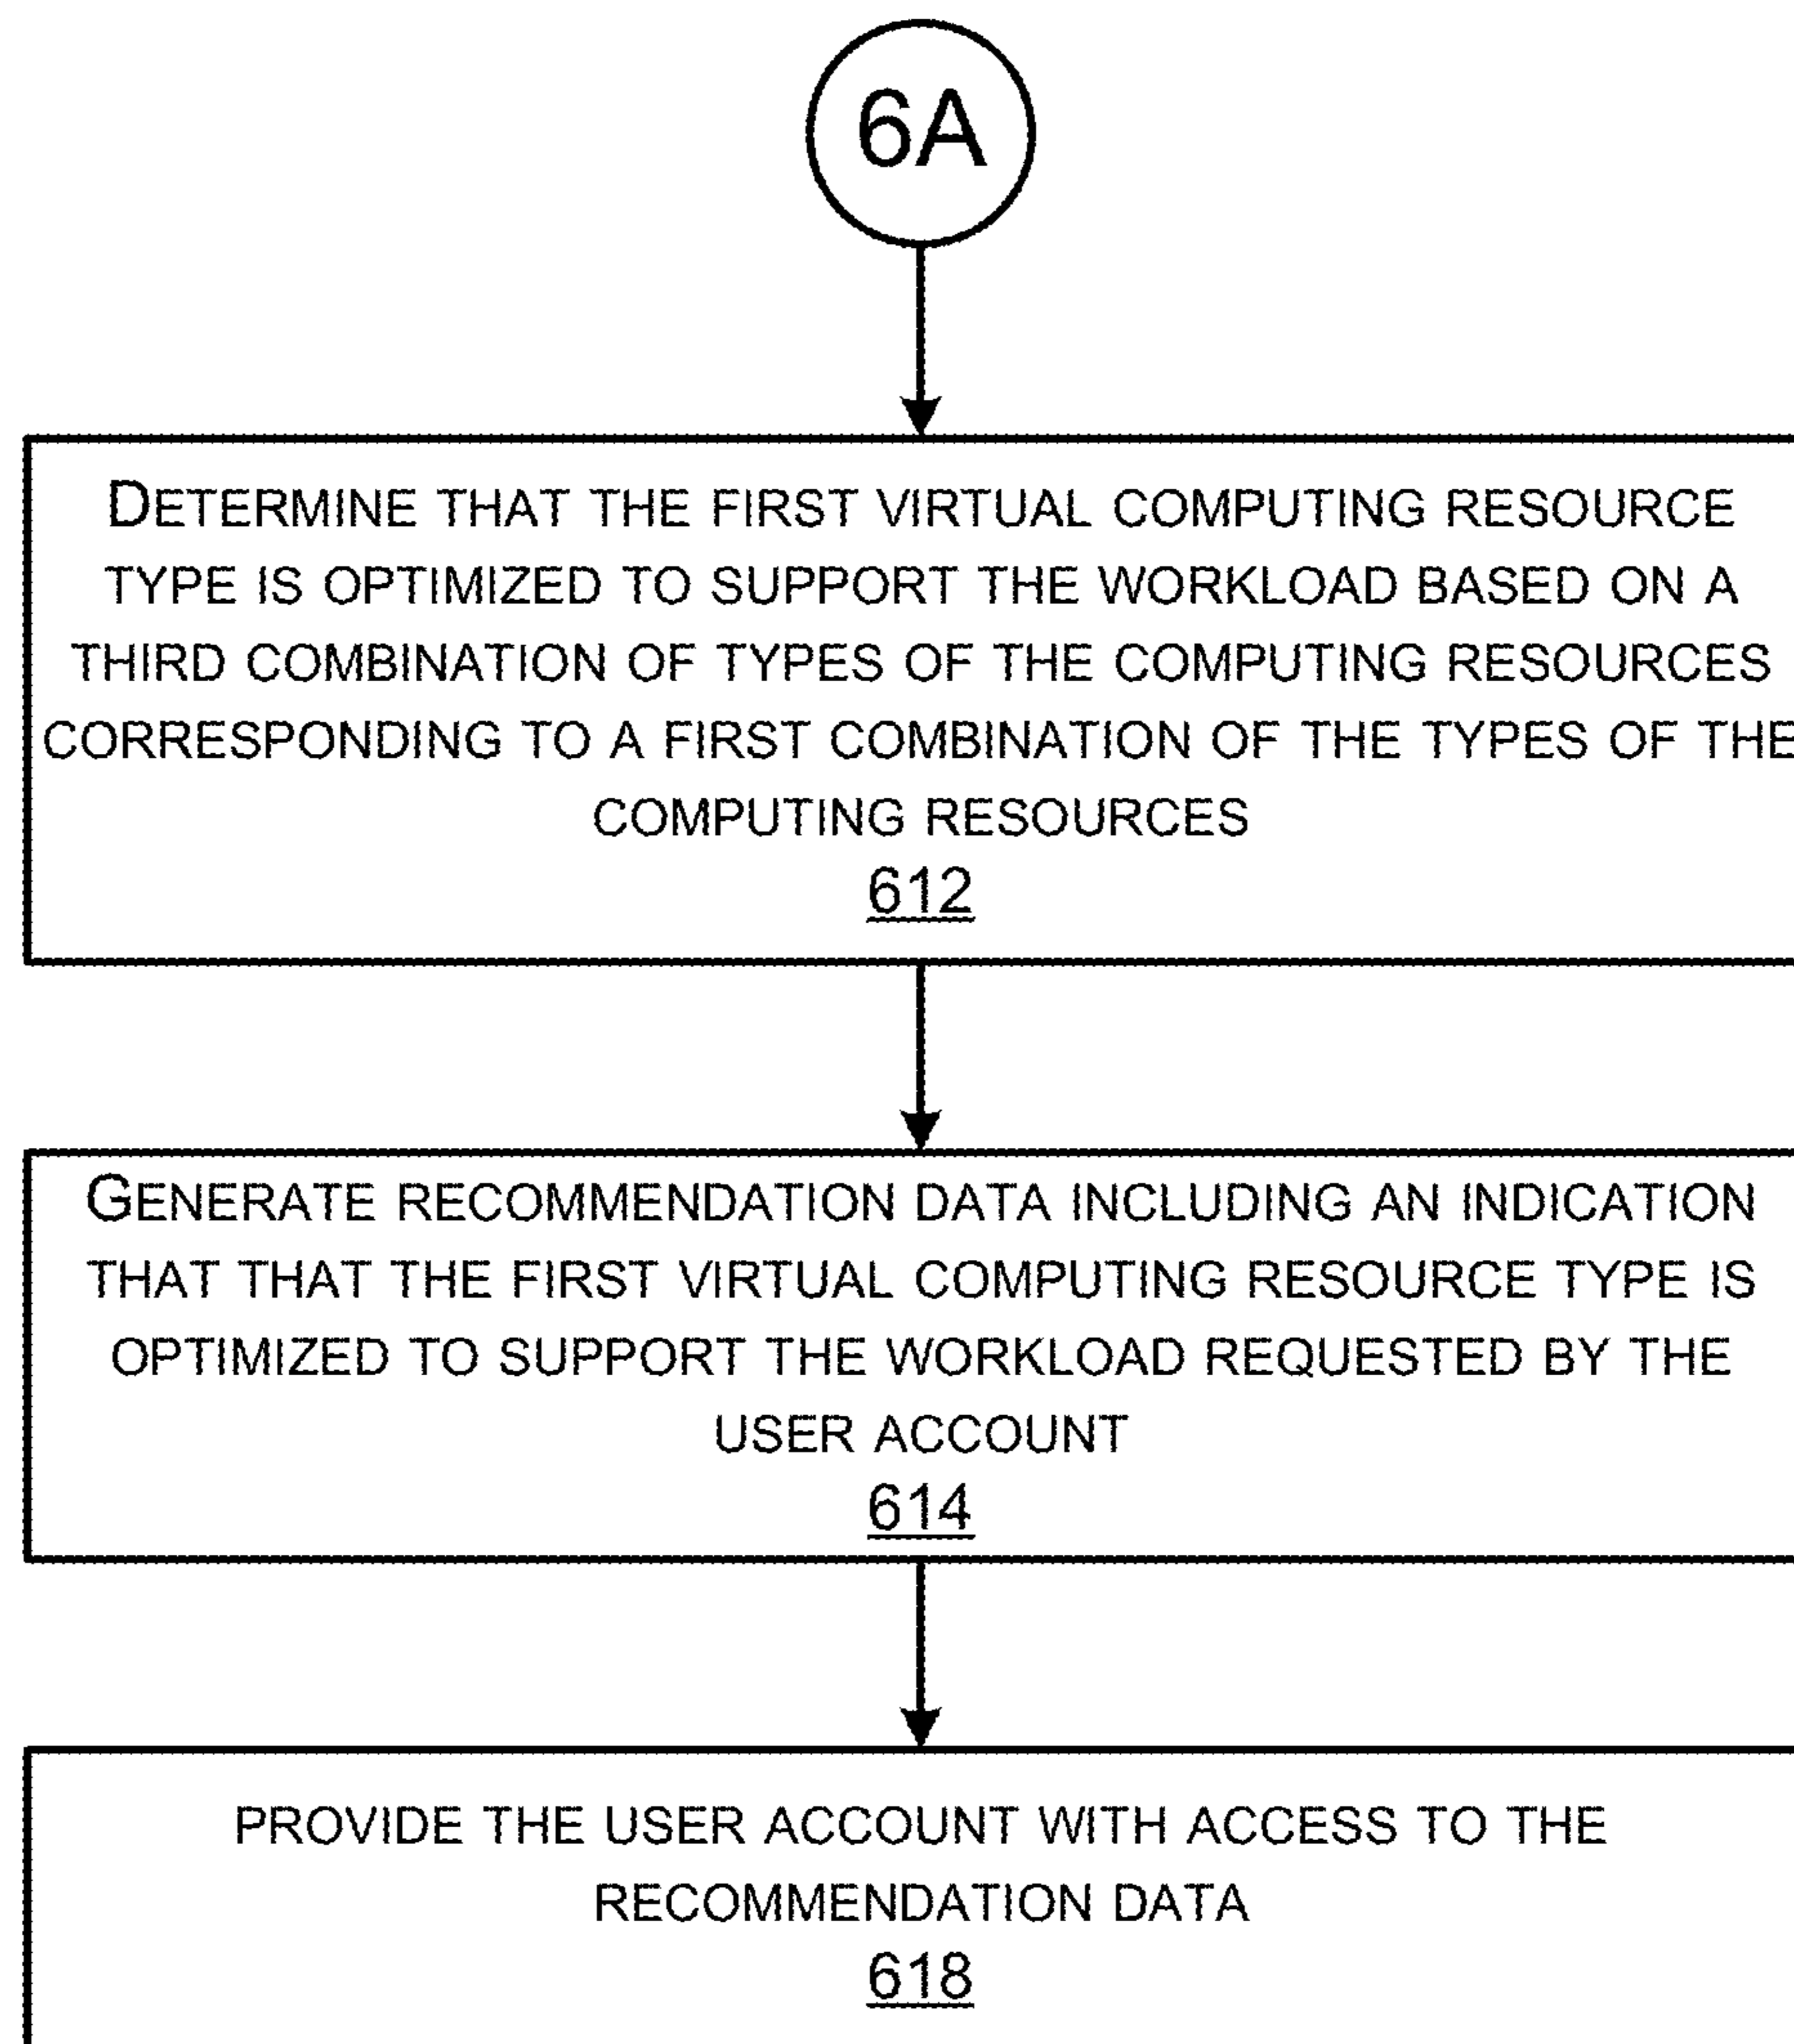 6A
DETERMINE THAT THE FIRST VIRTUAL COMPUTING RESOURCE
TYPE IS OPTIMIZED TO SUPPORT THE WORKLOAD BASED ON A
THIRD COMBINATION OF TYPES OF THE COMPUTING RESOURCES
CORRESPONDING TO A FIRST COMBINATION OF THE TYPES OF THE
COMPUTING RESOURCES
612
GENERATE RECOMMENDATION DATA INCLUDING AN INDICATION
THAT THAT THE FIRST VIRTUAL COMPUTING RESOURCE TYPE IS
OPTIMIZED TO SUPPORT THE WORKLOAD REQUESTED BY THE
USER ACCOUNT
614
PROVIDE THE USER ACCOUNT WITH ACCESS TO THE
RECOMMENDATION DATA
618